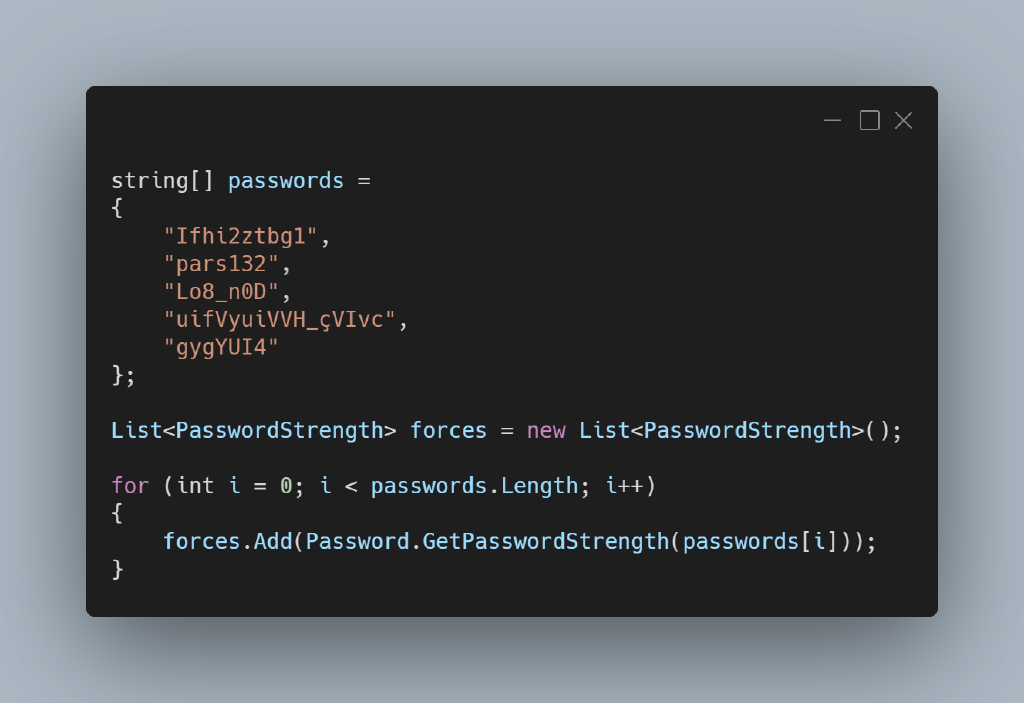 string[] passwords =
{
    "Ifhi2ztbg1",
    "pars132",
    "Lo8_n0D",
    "uifVyuiVVH_çVIvc",
    "gygYUI4"
};
List<PasswordStrength> forces = new List<PasswordStrength>();
for (int i = 0; i < passwords.Length; i++)
{
    forces.Add(Password.GetPasswordStrength(passwords[i]));
}